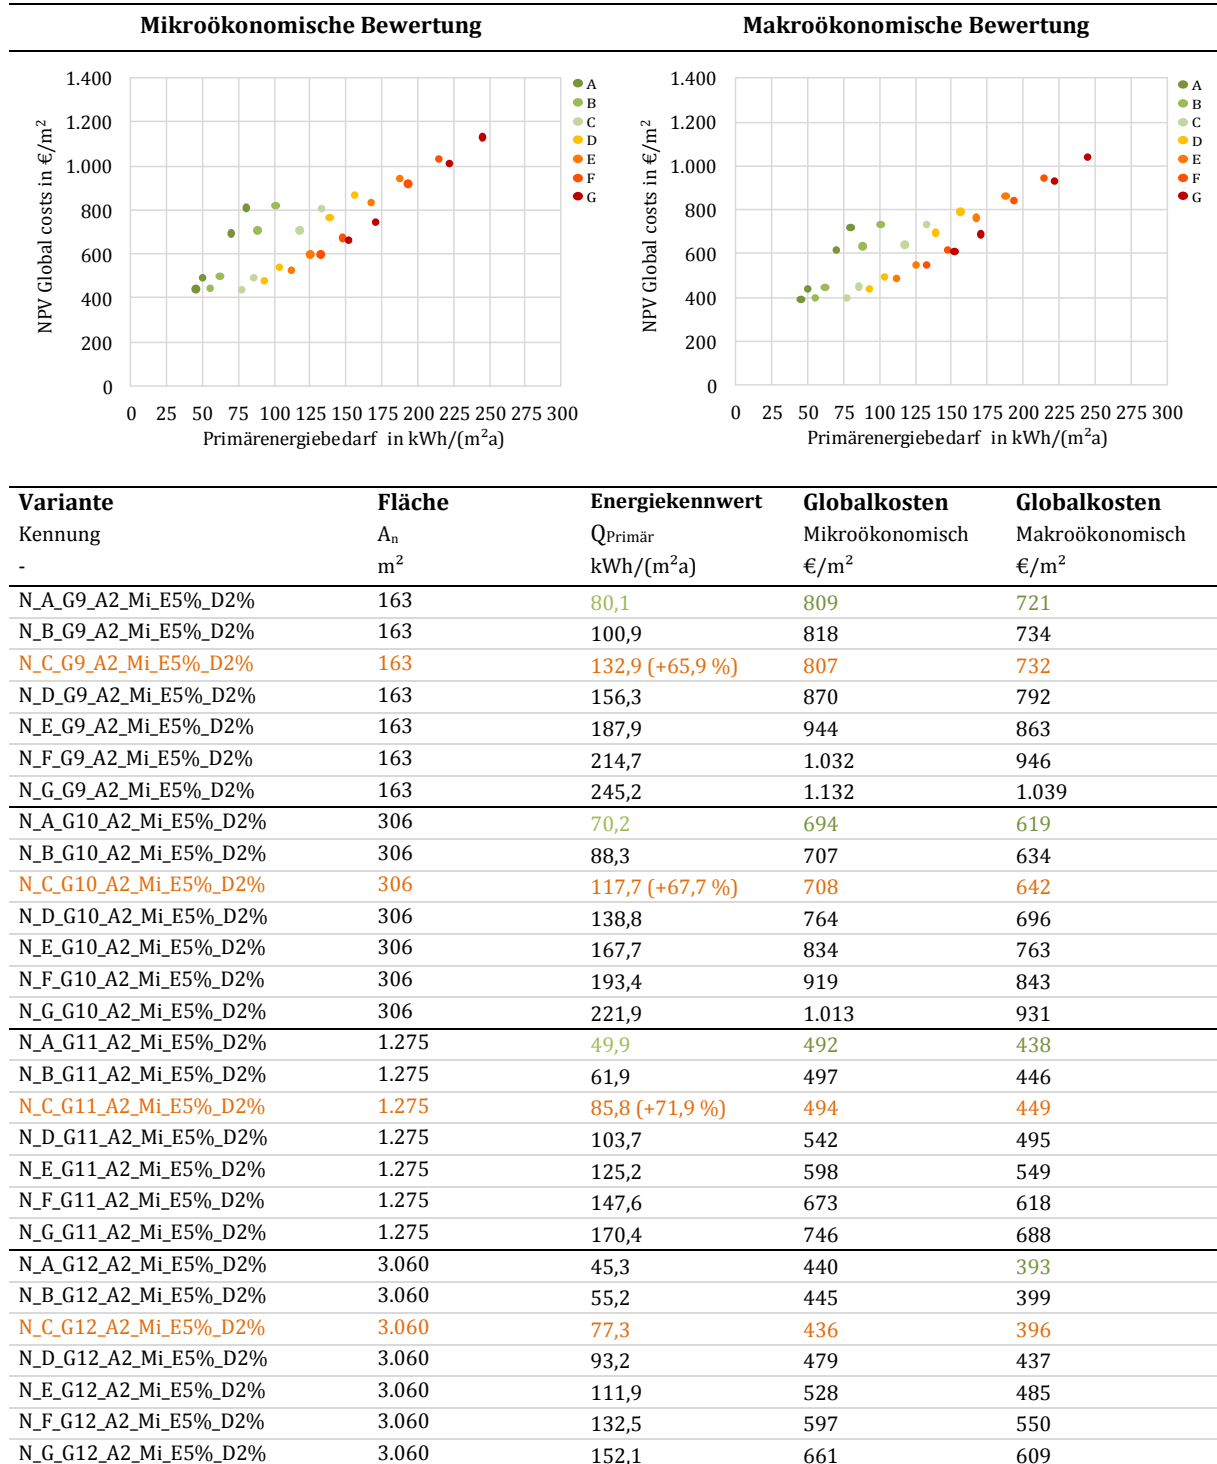 Mikroökonomische Bewertung Makroökonomische Bewertung
NPV Global costs in €/m²
1.400
1.200
1.000
800
600
400
200
0
0 25 50 75 100 125 150 175 200 225 250 275 300
Primärenergiebedarf in kWh/(m²a)
A
B
C
D
E
F
G
NPV Global costs in €/m²
1.400
1.200
1.000
800
600
400
200
0
0 25 50 75 100 125 150 175 200 225 250 275 300
Primärenergiebedarf in kWh/(m²a)
A
B
C
D
E
F
G
Variante Fläche Energiekennwert Globalkosten Globalkosten
Kennung Aₙ Q_Primär Mikroökonomisch Makroökonomisch
- m² kWh/(m²a) €/m² €/m²
N_A_G9_A2_Mi_E5%_D2% 163 80,1 809 721
N_B_G9_A2_Mi_E5%_D2% 163 100,9 818 734
N_C_G9_A2_Mi_E5%_D2% 163 132,9 (+65,9 %) 807 732
N_D_G9_A2_Mi_E5%_D2% 163 156,3 870 792
N_E_G9_A2_Mi_E5%_D2% 163 187,9 944 863
N_F_G9_A2_Mi_E5%_D2% 163 214,7 1.032 946
N_G_G9_A2_Mi_E5%_D2% 163 245,2 1.132 1.039
N_A_G10_A2_Mi_E5%_D2% 306 70,2 694 619
N_B_G10_A2_Mi_E5%_D2% 306 88,3 707 634
N_C_G10_A2_Mi_E5%_D2% 306 117,7 (+67,7 %) 708 642
N_D_G10_A2_Mi_E5%_D2% 306 138,8 764 696
N_E_G10_A2_Mi_E5%_D2% 306 167,7 834 763
N_F_G10_A2_Mi_E5%_D2% 306 193,4 919 843
N_G_G10_A2_Mi_E5%_D2% 306 221,9 1.013 931
N_A_G11_A2_Mi_E5%_D2% 1.275 49,9 492 438
N_B_G11_A2_Mi_E5%_D2% 1.275 61,9 497 446
N_C_G11_A2_Mi_E5%_D2% 1.275 85,8 (+71,9 %) 494 449
N_D_G11_A2_Mi_E5%_D2% 1.275 103,7 542 495
N_E_G11_A2_Mi_E5%_D2% 1.275 125,2 598 549
N_F_G11_A2_Mi_E5%_D2% 1.275 147,6 673 618
N_G_G11_A2_Mi_E5%_D2% 1.275 170,4 746 688
N_A_G12_A2_Mi_E5%_D2% 3.060 45,3 440 393
N_B_G12_A2_Mi_E5%_D2% 3.060 55,2 445 399
N_C_G12_A2_Mi_E5%_D2% 3.060 77,3 436 396
N_D_G12_A2_Mi_E5%_D2% 3.060 93,2 479 437
N_E_G12_A2_Mi_E5%_D2% 3.060 111,9 528 485
N_F_G12_A2_Mi_E5%_D2% 3.060 132,5 597 550
N_G_G12_A2_Mi_E5%_D2% 3.060 152,1 661 609